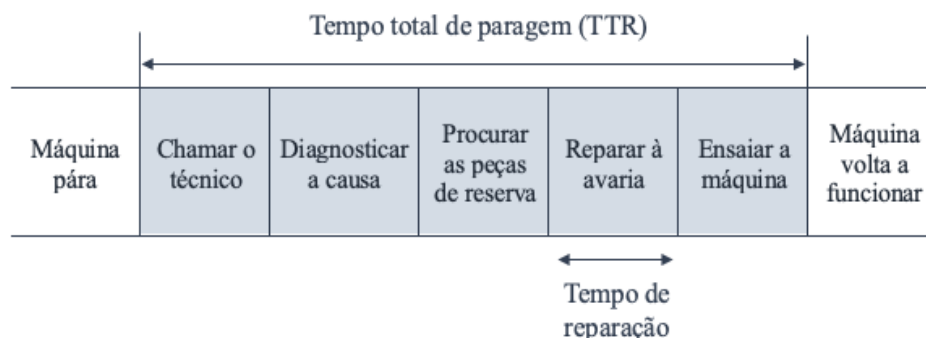 Tempo total de paragem (TTR)
Máquina
pára
Chamar o
técnico
Diagnosticar
a causa
Procurar
as peças
de reserva
Reparar à
avaria
Ensaiar a
máquina
Máquina
volta a
funcionar
Tempo de
reparação